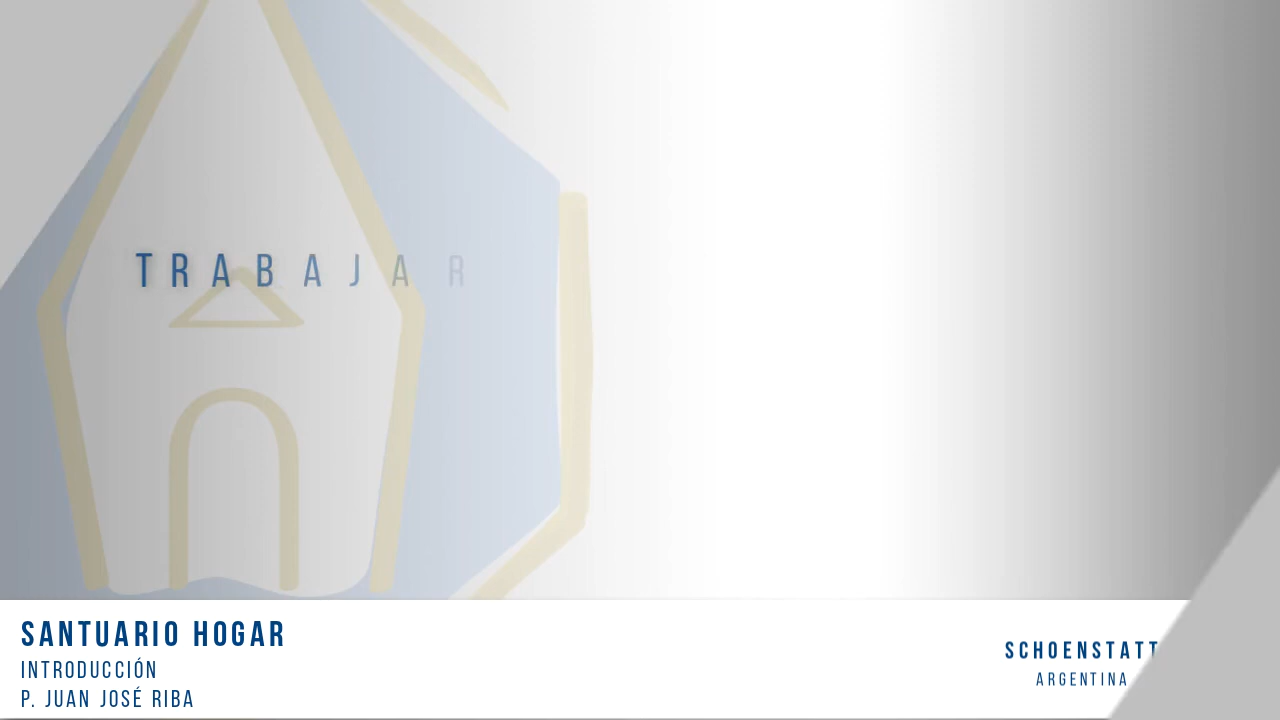 TRABAJAR
SANTUARIO HOGAR
INTRODUCCIÓN
P. JUAN JOSÉ RIBA
SCHOENSTATT
ARGENTINA